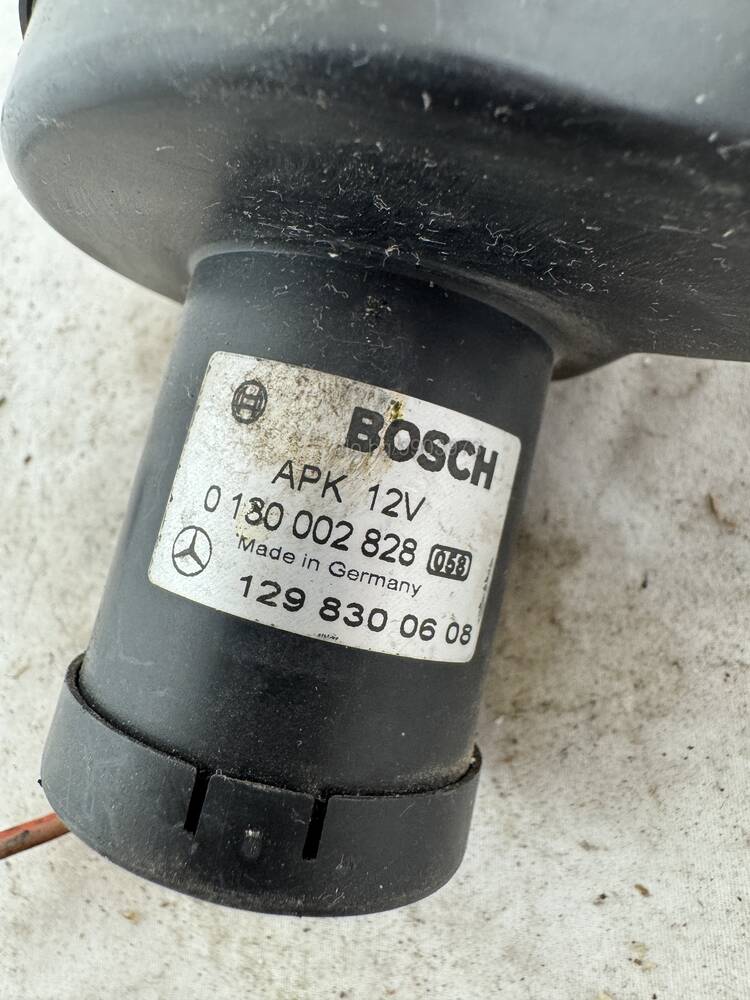 BOSCH
APK 12V
0 130 002 828 058
Made in Germany
129 830 06 08